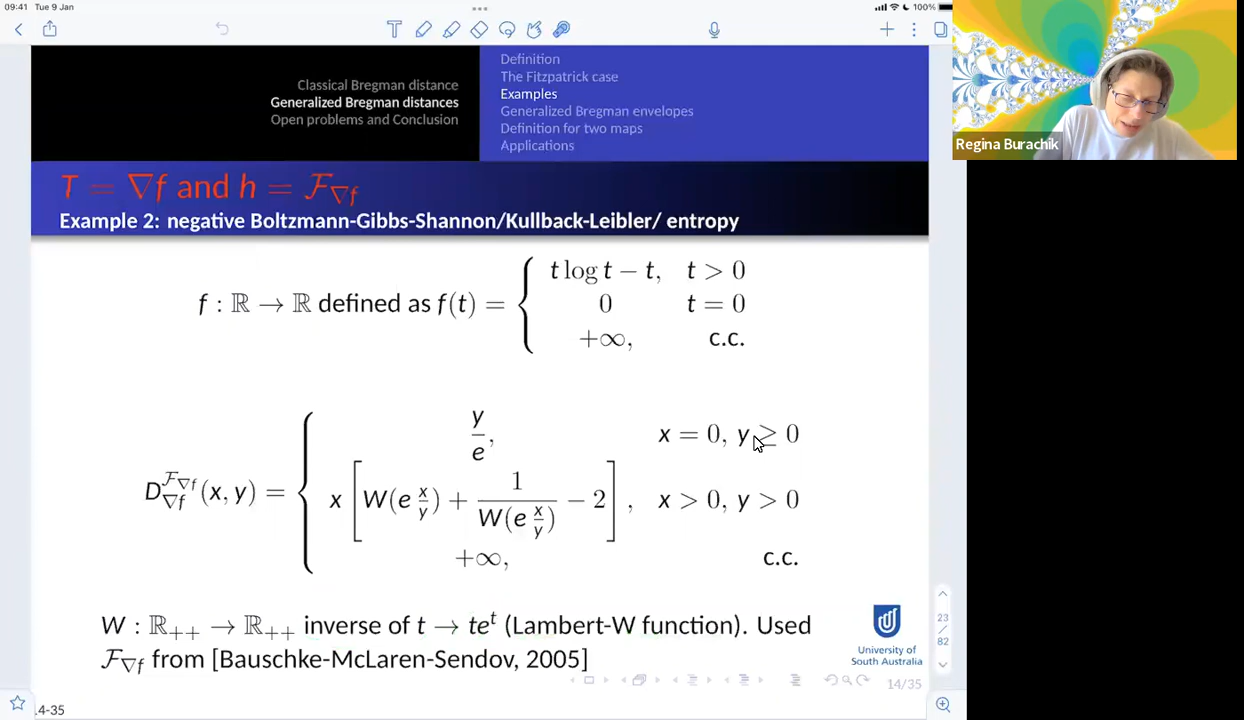 09:41 Tue 9 Jan
100%
Classical Bregman distance
Generalized Bregman distances
Open problems and Conclusion
Definition
The Fitzpatrick case
Examples
Generalized Bregman envelopes
Definition for two maps
Applications
Regina Burachik
T = ∇f and h = ℱ_∇f
Example 2: negative Boltzmann-Gibbs-Shannon/Kullback-Leibler/ entropy
f : ℝ → ℝ defined as f(t) = { t log t − t, t > 0
0 t = 0
+∞, c.c.
D_∇f^ℱ_∇f (x, y) = { y/e, x = 0, y ≥ 0
x [ W(e x/y) + 1/W(e x/y) − 2 ], x > 0, y > 0
+∞, c.c.
W : ℝ₊₊ → ℝ₊₊ inverse of t → te^t (Lambert-W function). Used
ℱ_∇f from [Bauschke-McLaren-Sendov, 2005]
University of
South Australia
14/35
23
/
82
14-35